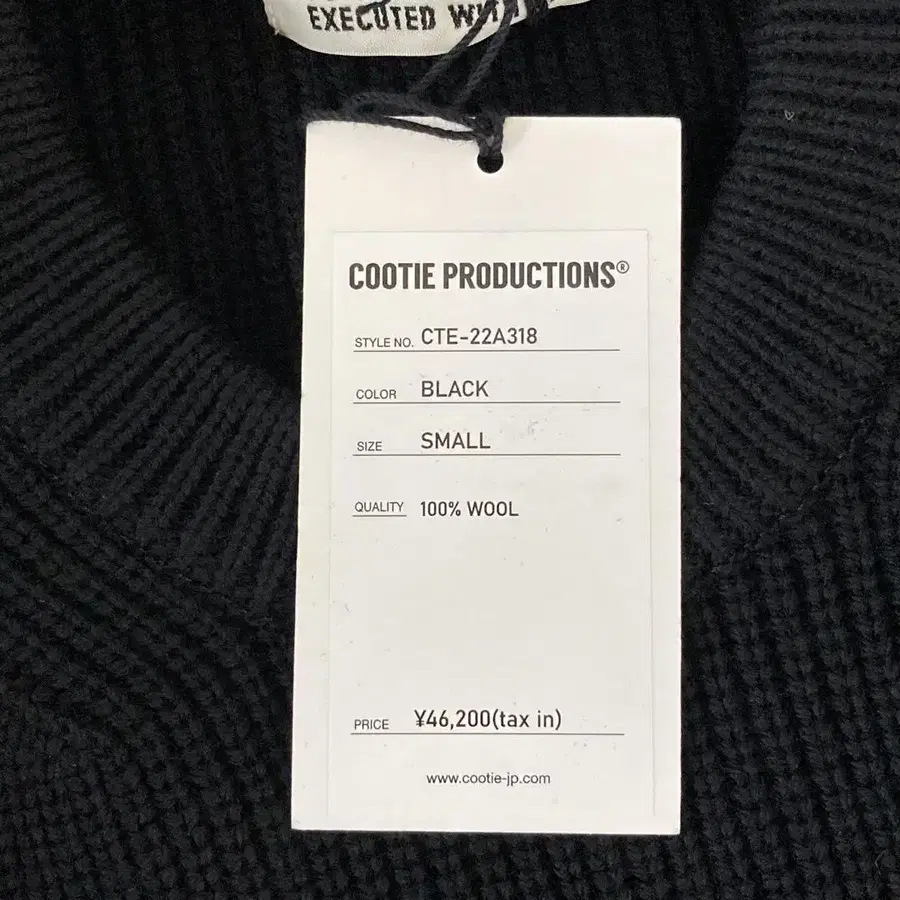 EXECUTED WITH
COOTIE PRODUCTIONS®
STYLE NO. CTE-22A318
COLOR BLACK
SIZE SMALL
QUALITY 100% WOOL
PRICE ¥46,200(tax in)
www.cootie-jp.com